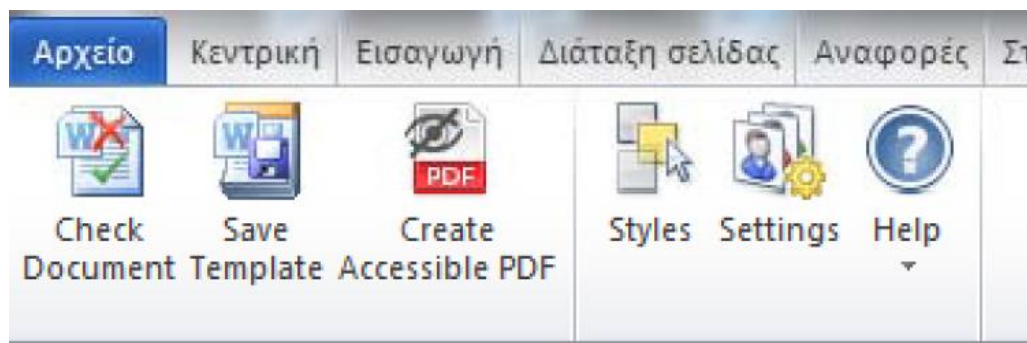 Αρχείο Κεντρική Εισαγωγή Διάταξη σελίδας Αναφορές
W W PDF ?
Check Save Create Styles Settings Help
Document Template Accessible PDF